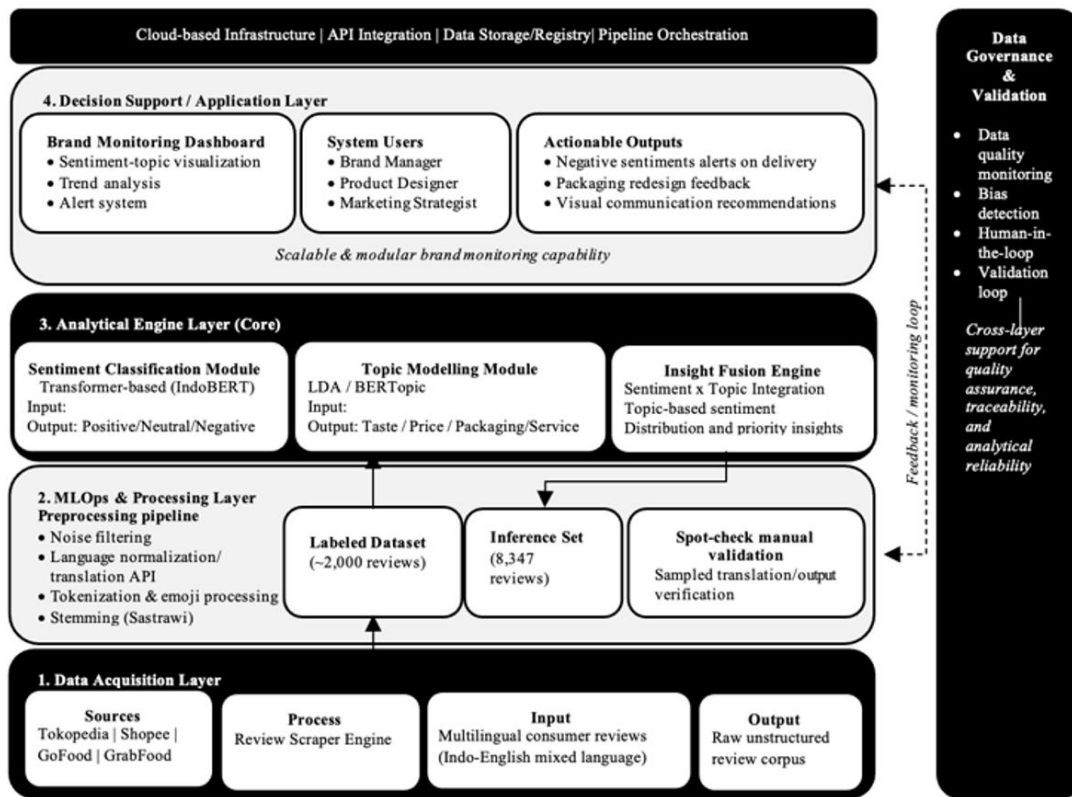 Cloud-based Infrastructure | API Integration | Data Storage/Registry| Pipeline Orchestration
4. Decision Support / Application Layer
Brand Monitoring Dashboard
• Sentiment-topic visualization
• Trend analysis
• Alert system
System Users
• Brand Manager
• Product Designer
• Marketing Strategist
Actionable Outputs
• Negative sentiments alerts on delivery
• Packaging redesign feedback
• Visual communication recommendations
Scalable & modular brand monitoring capability
3. Analytical Engine Layer (Core)
Sentiment Classification Module
Transformer-based (IndoBERT)
Input:
Output: Positive/Neutral/Negative
Topic Modelling Module
LDA / BERTopic
Input:
Output: Taste / Price / Packaging/Service
Insight Fusion Engine
Sentiment x Topic Integration
Topic-based sentiment
Distribution and priority insights
2. MLOps & Processing Layer
Preprocessing pipeline
• Noise filtering
• Language normalization/
translation API
• Tokenization & emoji processing
• Stemming (Sastrawi)
Labeled Dataset
(~2,000 reviews)
Inference Set
(8,347
reviews)
Spot-check manual
validation
Sampled translation/output
verification
1. Data Acquisition Layer
Sources
Tokopedia | Shopee |
GoFood | GrabFood
Process
Review Scraper Engine
Input
Multilingual consumer reviews
(Indo-English mixed language)
Output
Raw unstructured
review corpus
Feedback / monitoring loop
Data
Governance
&
Validation
• Data
quality
monitoring
• Bias
detection
• Human-in-
the-loop
• Validation
loop
Cross-layer
support for
quality
assurance,
traceability,
and
analytical
reliability